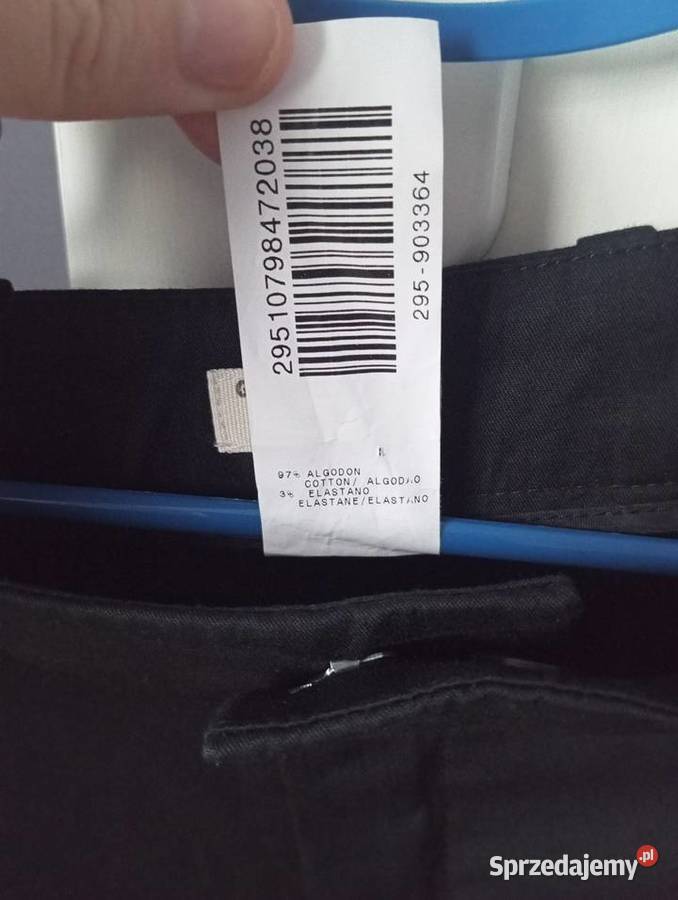 29510798472038
295-903364
97% ALGODON
COTTON/ ALGODAO
3% ELASTANO
ELASTANE/ELASTANO
Sprzedajemy.pl